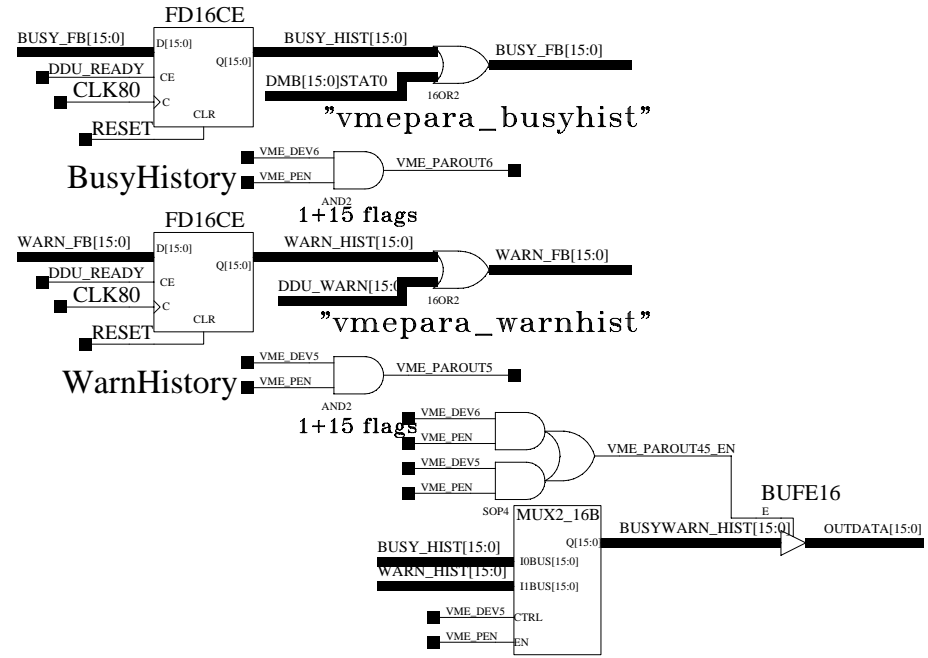 FD16CE
BUSY_FB[15:0]
D[15:0]
Q[15:0]
BUSY_HIST[15:0]
BUSY_FB[15:0]
DDU_READY
CE
CLK80
C
DMB[15:0]STAT0
16OR2
CLR
RESET
"vmepara_busyhist"
BusyHistory
VME_DEV6
VME_PEN
VME_PAROUT6
AND2
1+15 flags
FD16CE
WARN_FB[15:0]
D[15:0]
Q[15:0]
WARN_HIST[15:0]
WARN_FB[15:0]
DDU_READY
CE
CLK80
C
DDU_WARN[15:0]
16OR2
CLR
RESET
"vmepara_warnhist"
WarnHistory
VME_DEV5
VME_PEN
VME_PAROUT5
AND2
1+15 flags
VME_DEV6
VME_PEN
VME_DEV5
VME_PEN
SOP4
VME_PAROUT45_EN
BUFE16
E
MUX2_16B
Q[15:0]
BUSYWARN_HIST[15:0]
OUTDATA[15:0]
BUSY_HIST[15:0]
I0BUS[15:0]
WARN_HIST[15:0]
I1BUS[15:0]
VME_DEV5
CTRL
VME_PEN
EN